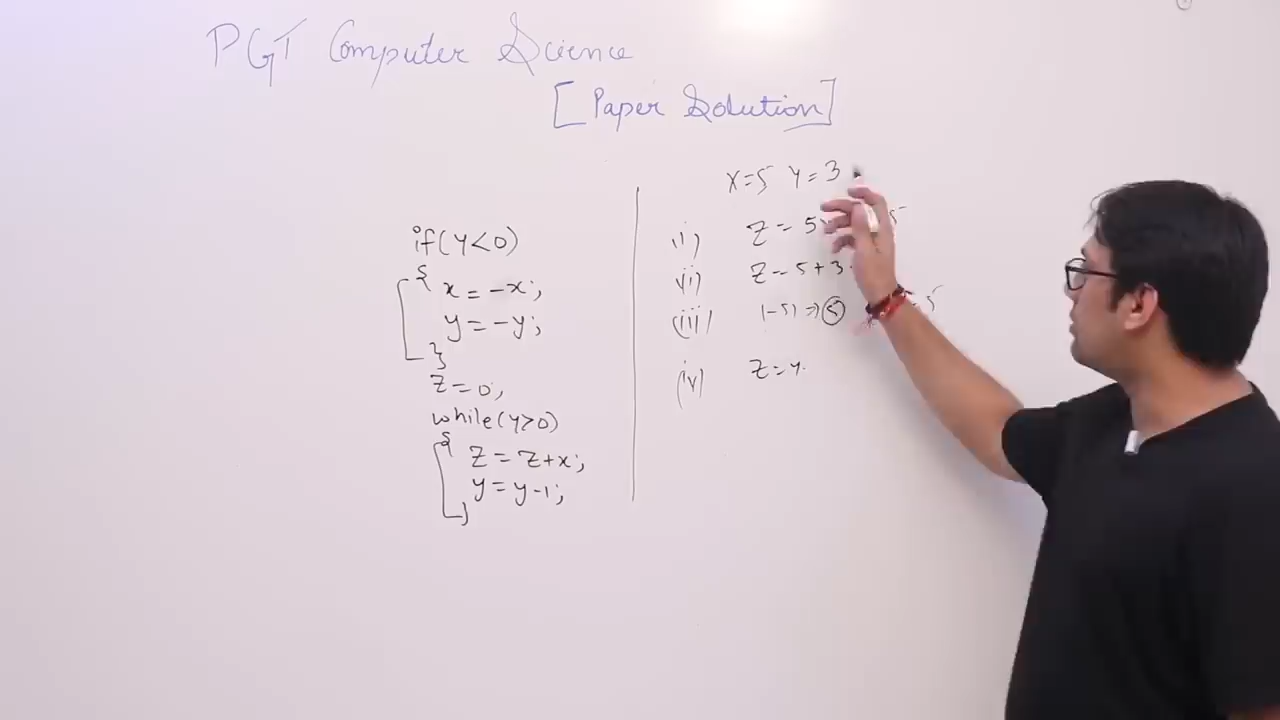 PGT Computer Science
[Paper Solution]
if(y<0)
{
x = -x;
y = -y;
}
z=0;
while(y>0)
{
z = z+x;
y = y-1;
}
x=5 y=3
(i) z = 5
(ii) z = 5+3
(iii) |-5| => 5 = 5
(iv) z = y